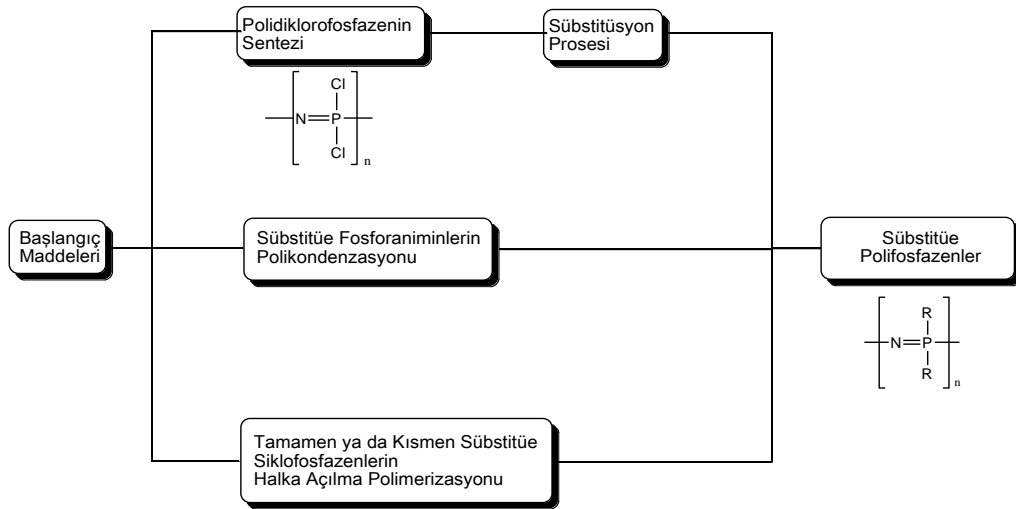 Polidiklorofosfazenin
Sentezi
Sübstitüsyon
Prosesi
Cl
N=P
Cl
n
Başlangıç
Maddeleri
Sübstitüe Fosforaniminlerin
Polikondenzasyonu
Sübstitüe
Polifosfazenler
R
N=P
R
n
Tamamen ya da Kısmen Sübstitüe
Siklofosfazenlerin
Halka Açılma Polimerizasyonu